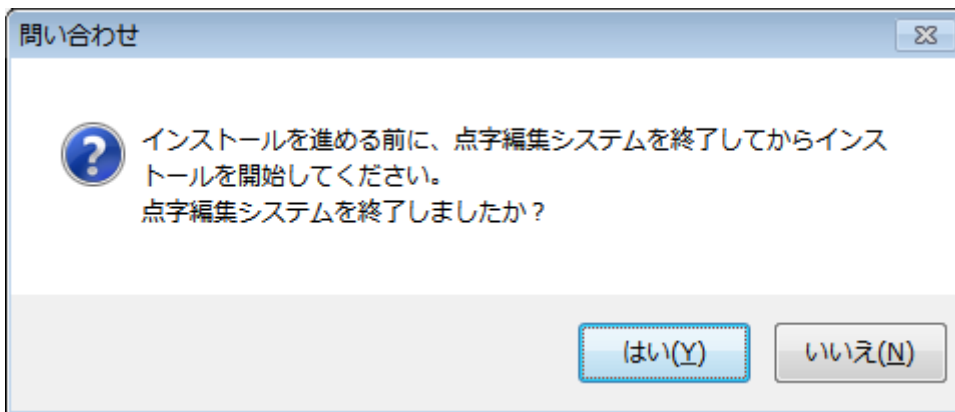 問い合わせ
インストールを進める前に、点字編集システムを終了してからインス
トールを開始してください。
点字編集システムを終了しましたか？
はい(Y)
いいえ(N)